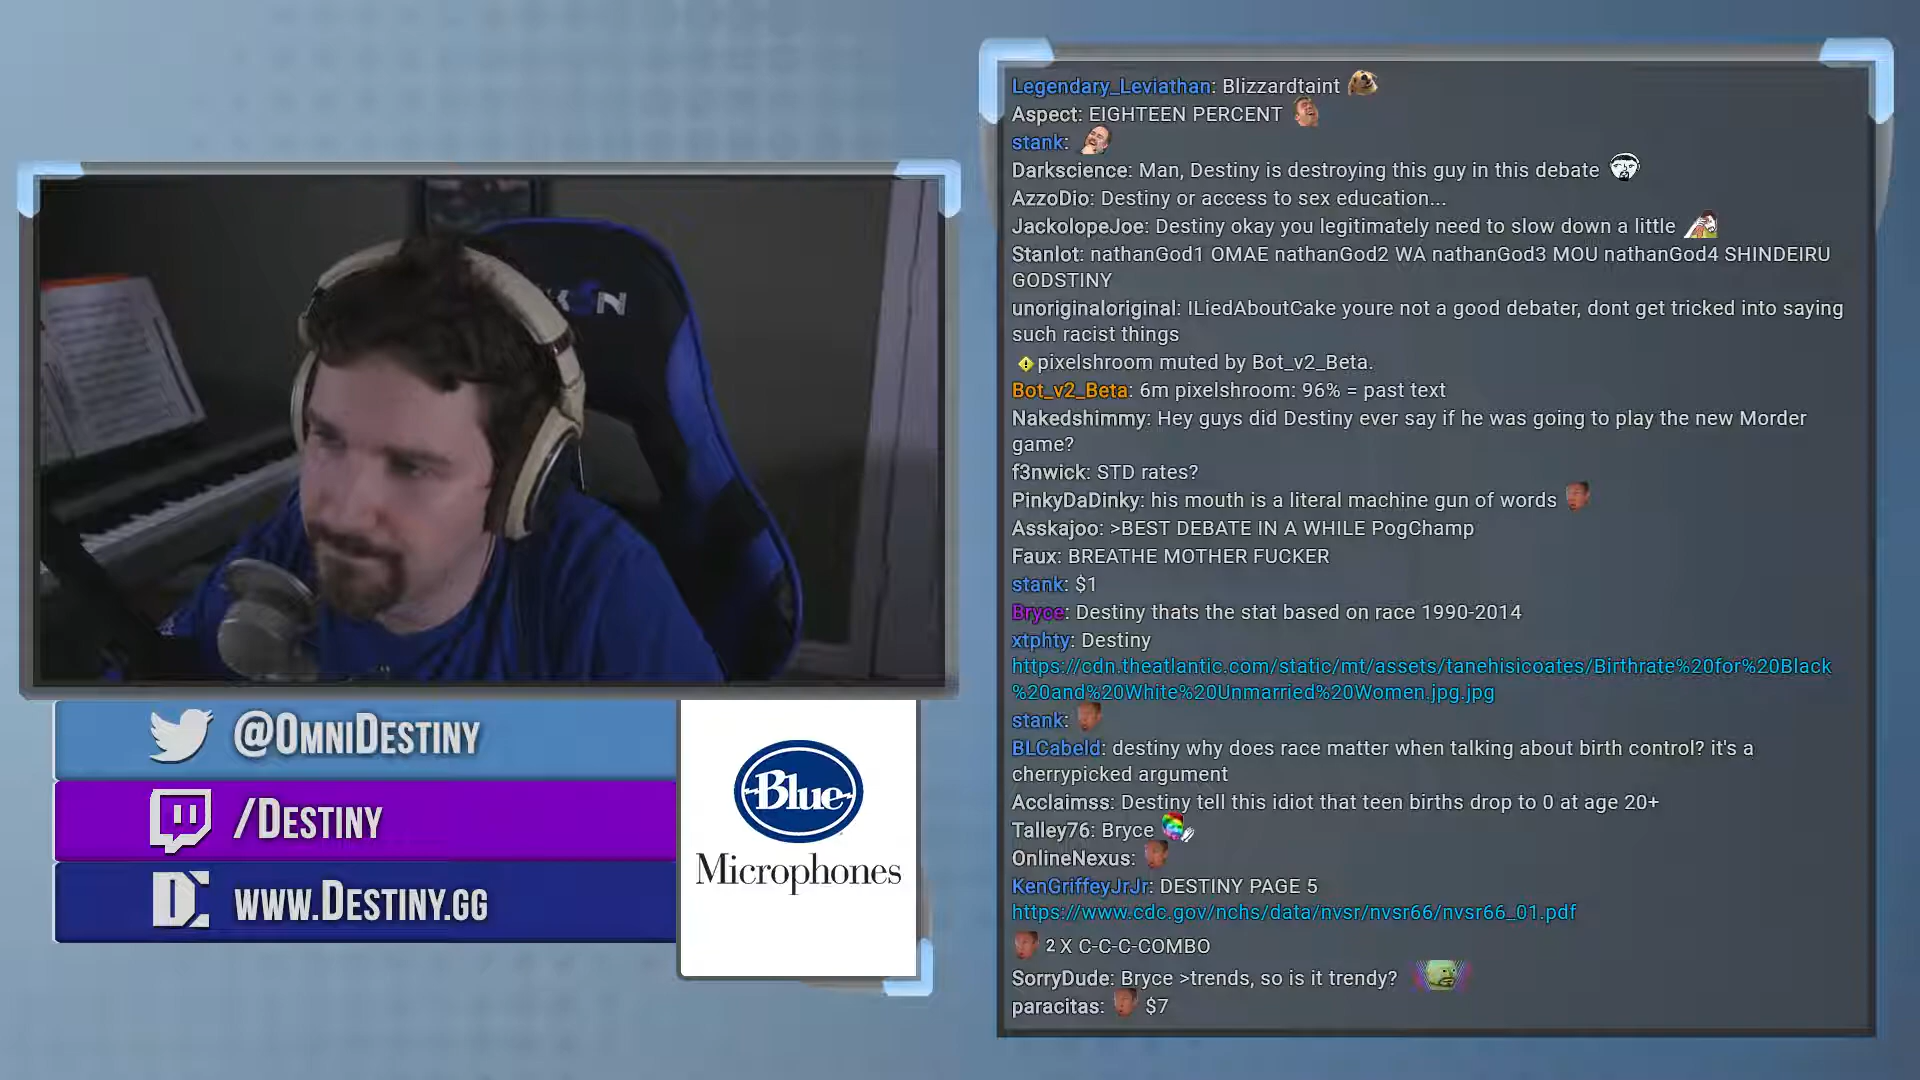 Legendary_Leviathan: Blizzardtaint
Aspect: EIGHTEEN PERCENT
stank:
Darkscience: Man, Destiny is destroying this guy in this debate
AzzoDio: Destiny or access to sex education...
JackolopeJoe: Destiny okay you legitimately need to slow down a little
Stanlot: nathanGod1 OMAE nathanGod2 WA nathanGod3 MOU nathanGod4 SHINDEIRU
GODSTINY
unoriginaloriginal: ILiedAboutCake youre not a good debater, dont get tricked into saying
such racist things
pixelshroom muted by Bot_v2_Beta.
Bot_v2_Beta: 6m pixelshroom: 96% = past text
Nakedshimmy: Hey guys did Destiny ever say if he was going to play the new Morder
game?
f3nwick: STD rates?
PinkyDaDinky: his mouth is a literal machine gun of words
Asskajoo: >BEST DEBATE IN A WHILE PogChamp
Faux: BREATHE MOTHER FUCKER
stank: $1
Bryce: Destiny thats the stat based on race 1990-2014
xtphty: Destiny
https://cdn.theatlantic.com/static/mt/assets/tanehisicoates/Birthrate%20for%20Black
%20and%20White%20Unmarried%20Women.jpg.jpg
stank:
BLCabeld: destiny why does race matter when talking about birth control? it's a
cherrypicked argument
Acclaimss: Destiny tell this idiot that teen births drop to 0 at age 20+
Talley76: Bryce
OnlineNexus:
KenGriffeyJrJr: DESTINY PAGE 5
https://www.cdc.gov/nchs/data/nvsr/nvsr66/nvsr66_01.pdf
2 X C-C-C-COMBO
SorryDude: Bryce >trends, so is it trendy?
paracitas: $7
@OmniDestiny
/Destiny
www.Destiny.gg
Blue
Microphones